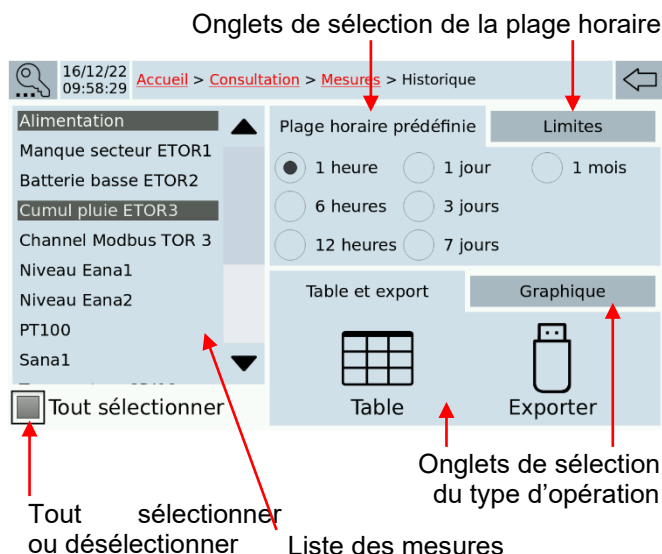 Onglets de sélection de la plage horaire
16/12/22
09:58:29
Accueil > Consultation > Mesures > Historique
Alimentation
Manque secteur ETOR1
Batterie basse ETOR2
Cumul pluie ETOR3
Channel Modbus TOR 3
Niveau Eana1
Niveau Eana2
PT100
Sana1
Tout sélectionner
Plage horaire prédéfinie
Limites
1 heure
1 jour
1 mois
6 heures
3 jours
12 heures
7 jours
Table et export
Graphique
Table
Exporter
Onglets de sélection
du type d’opération
Tout sélectionner
ou désélectionner
Liste des mesures